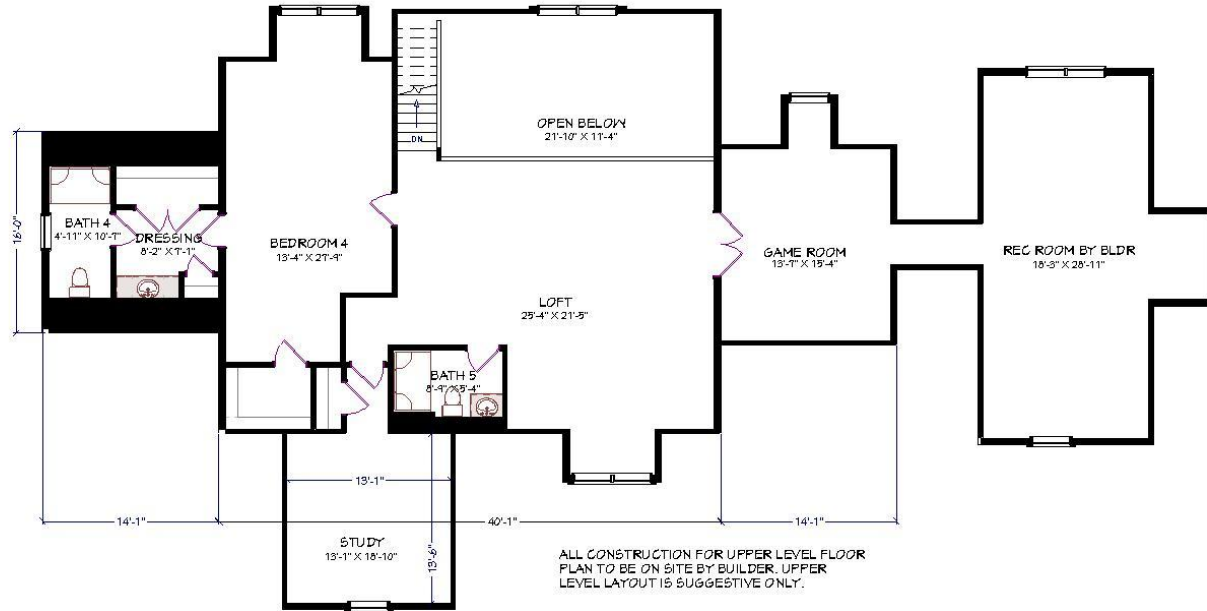 OPEN BELOW
21'-10" X 11'-4"
DN
16'-0"
BATH 4
4'-11" X 10'-7"
DRESSING
8'-2" X 7'-1"
BEDROOM 4
13'-4" X 27'-9"
GAME ROOM
13'-7" X 15'-4"
REC ROOM BY BLDR
18'-3" X 28'-11"
LOFT
25'-4" X 21'-5"
BATH 5
8'-9" X 5'-4"
13'-1"
14'-1"
40'-1"
14'-1"
STUDY
13'-1" X 18'-10"
13'-6"
ALL CONSTRUCTION FOR UPPER LEVEL FLOOR
PLAN TO BE ON SITE BY BUILDER. UPPER
LEVEL LAYOUT IS SUGGESTIVE ONLY.